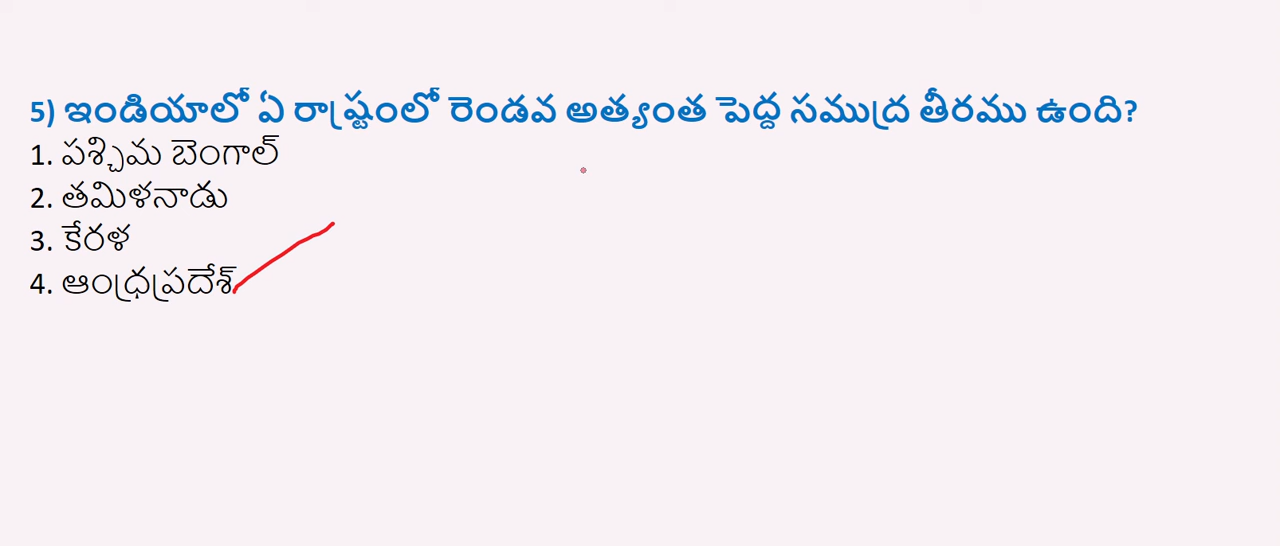 5) ఇండియాలో ఏ రాష్ట్రంలో రెండవ అత్యంత పెద్ద సముద్ర తీరము ఉంది?
1. పశ్చిమ బెంగాల్
2. తమిళనాడు
3. కేరళ
4. ఆంధ్రప్రదేశ్